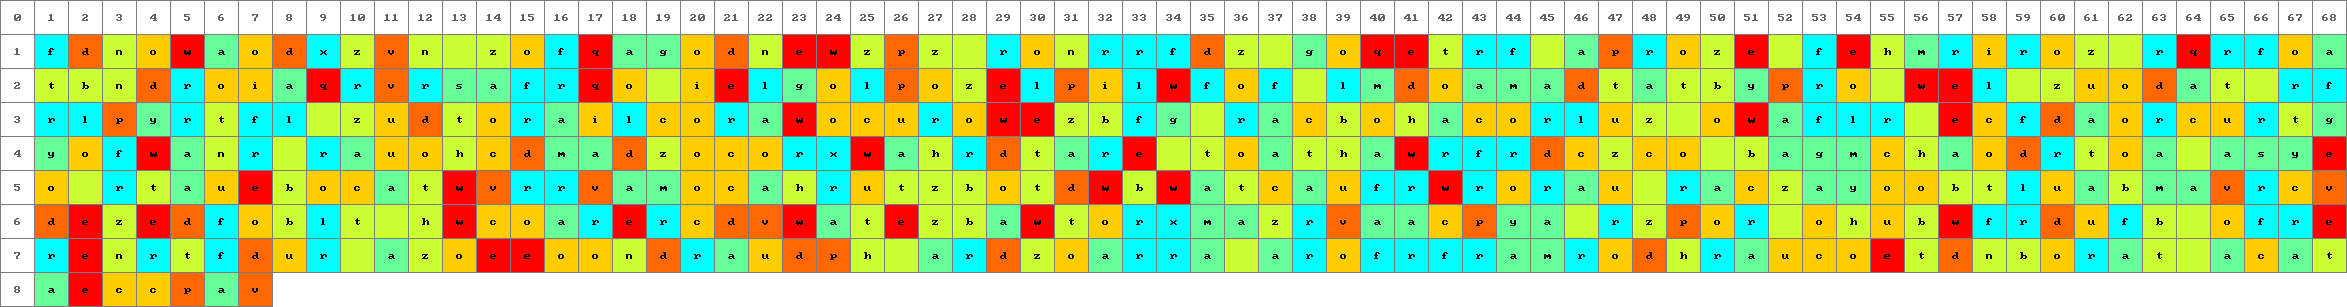 0 1 2 3 4 5 6 7 8 9 10 11 12 13 14 15 16 17 18 19 20 21 22 23 24 25 26 27 28 29 30 31 32 33 34 35 36 37 38 39 40 41 42 43 44 45 46 47 48 49 50 51 52 53 54 55 56 57 58 59 60 61 62 63 64 65 66 67 68
1 f d n o w a o d x z v n z o f q a g o d n e w z p z r o n r r f d z g o q e t r f a p r o z e f e h m r i r o z r q r f o a
2 t b n d r o i a q r v r s a f r q o i e l g o l p o z e l p i l w f o f l m d o a m a d t a t b y p r o w e l z u o d a t r f
3 r l p y r t f l z u d t o r a i l c o r a w o c u r o w e z b f g r a c b o h a c o r l u z o w a f l r e c f d a o r c u r t g
4 y o f w a n r r a u o h c d m a d z o c o r x w a h r d t a r e t o a t h a w r f r d c z c o b a g m c h a o d r t o a a s y e
5 o r t a u e b o c a t w v r r v a m o c a h r u t z b o t d w b w a t c a u f r w r o r a u r a c z a y o o b t l u a b m a v r c v
6 d e z e d f o b l t h w c o a r e r c d v w a t e z b a w t o r x m a z r v a a c p y a r z p o r o h u b w f r d u f b o f r e
7 r e n r t f d u r a z o e e o o n d r a u d p h a r d z o a r r a a r o f r f r a m r o d h r a u c o e t d n b o r a t a c a t
8 a e c c p a v